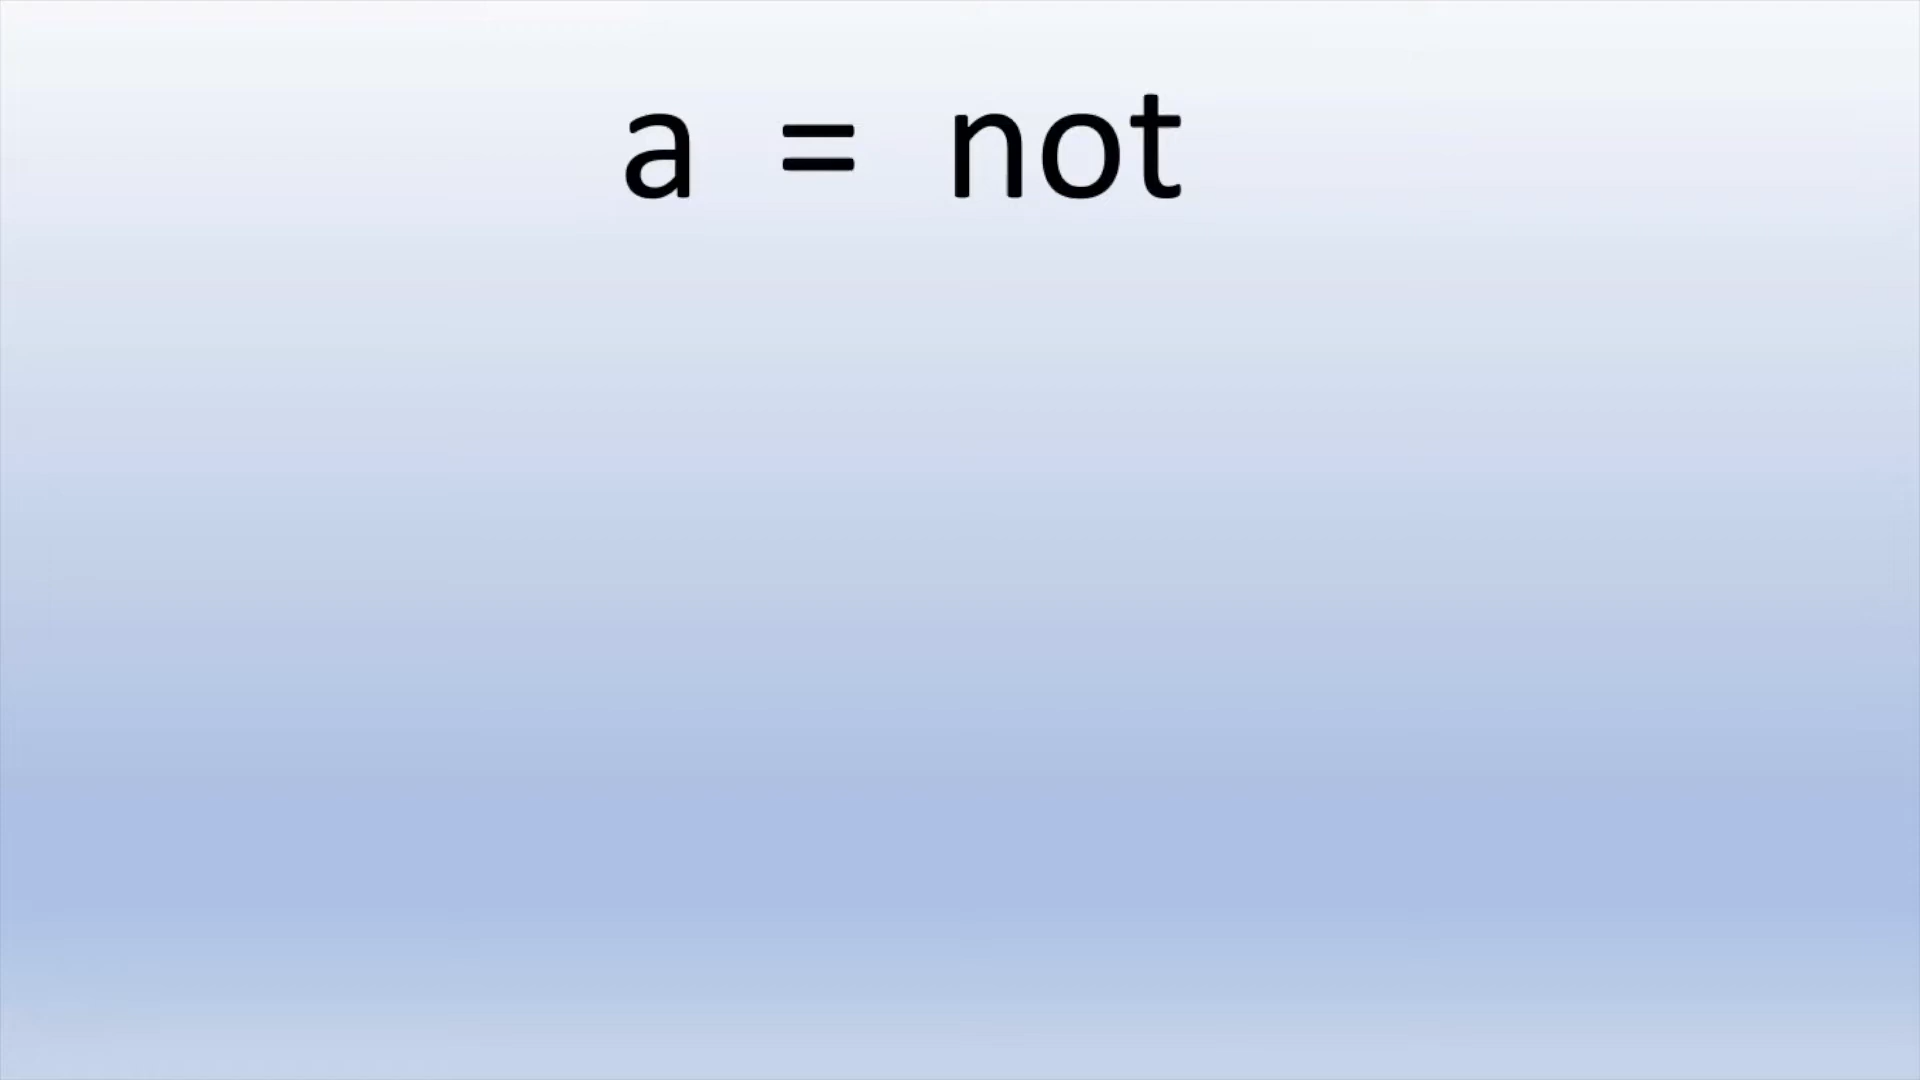 a = not